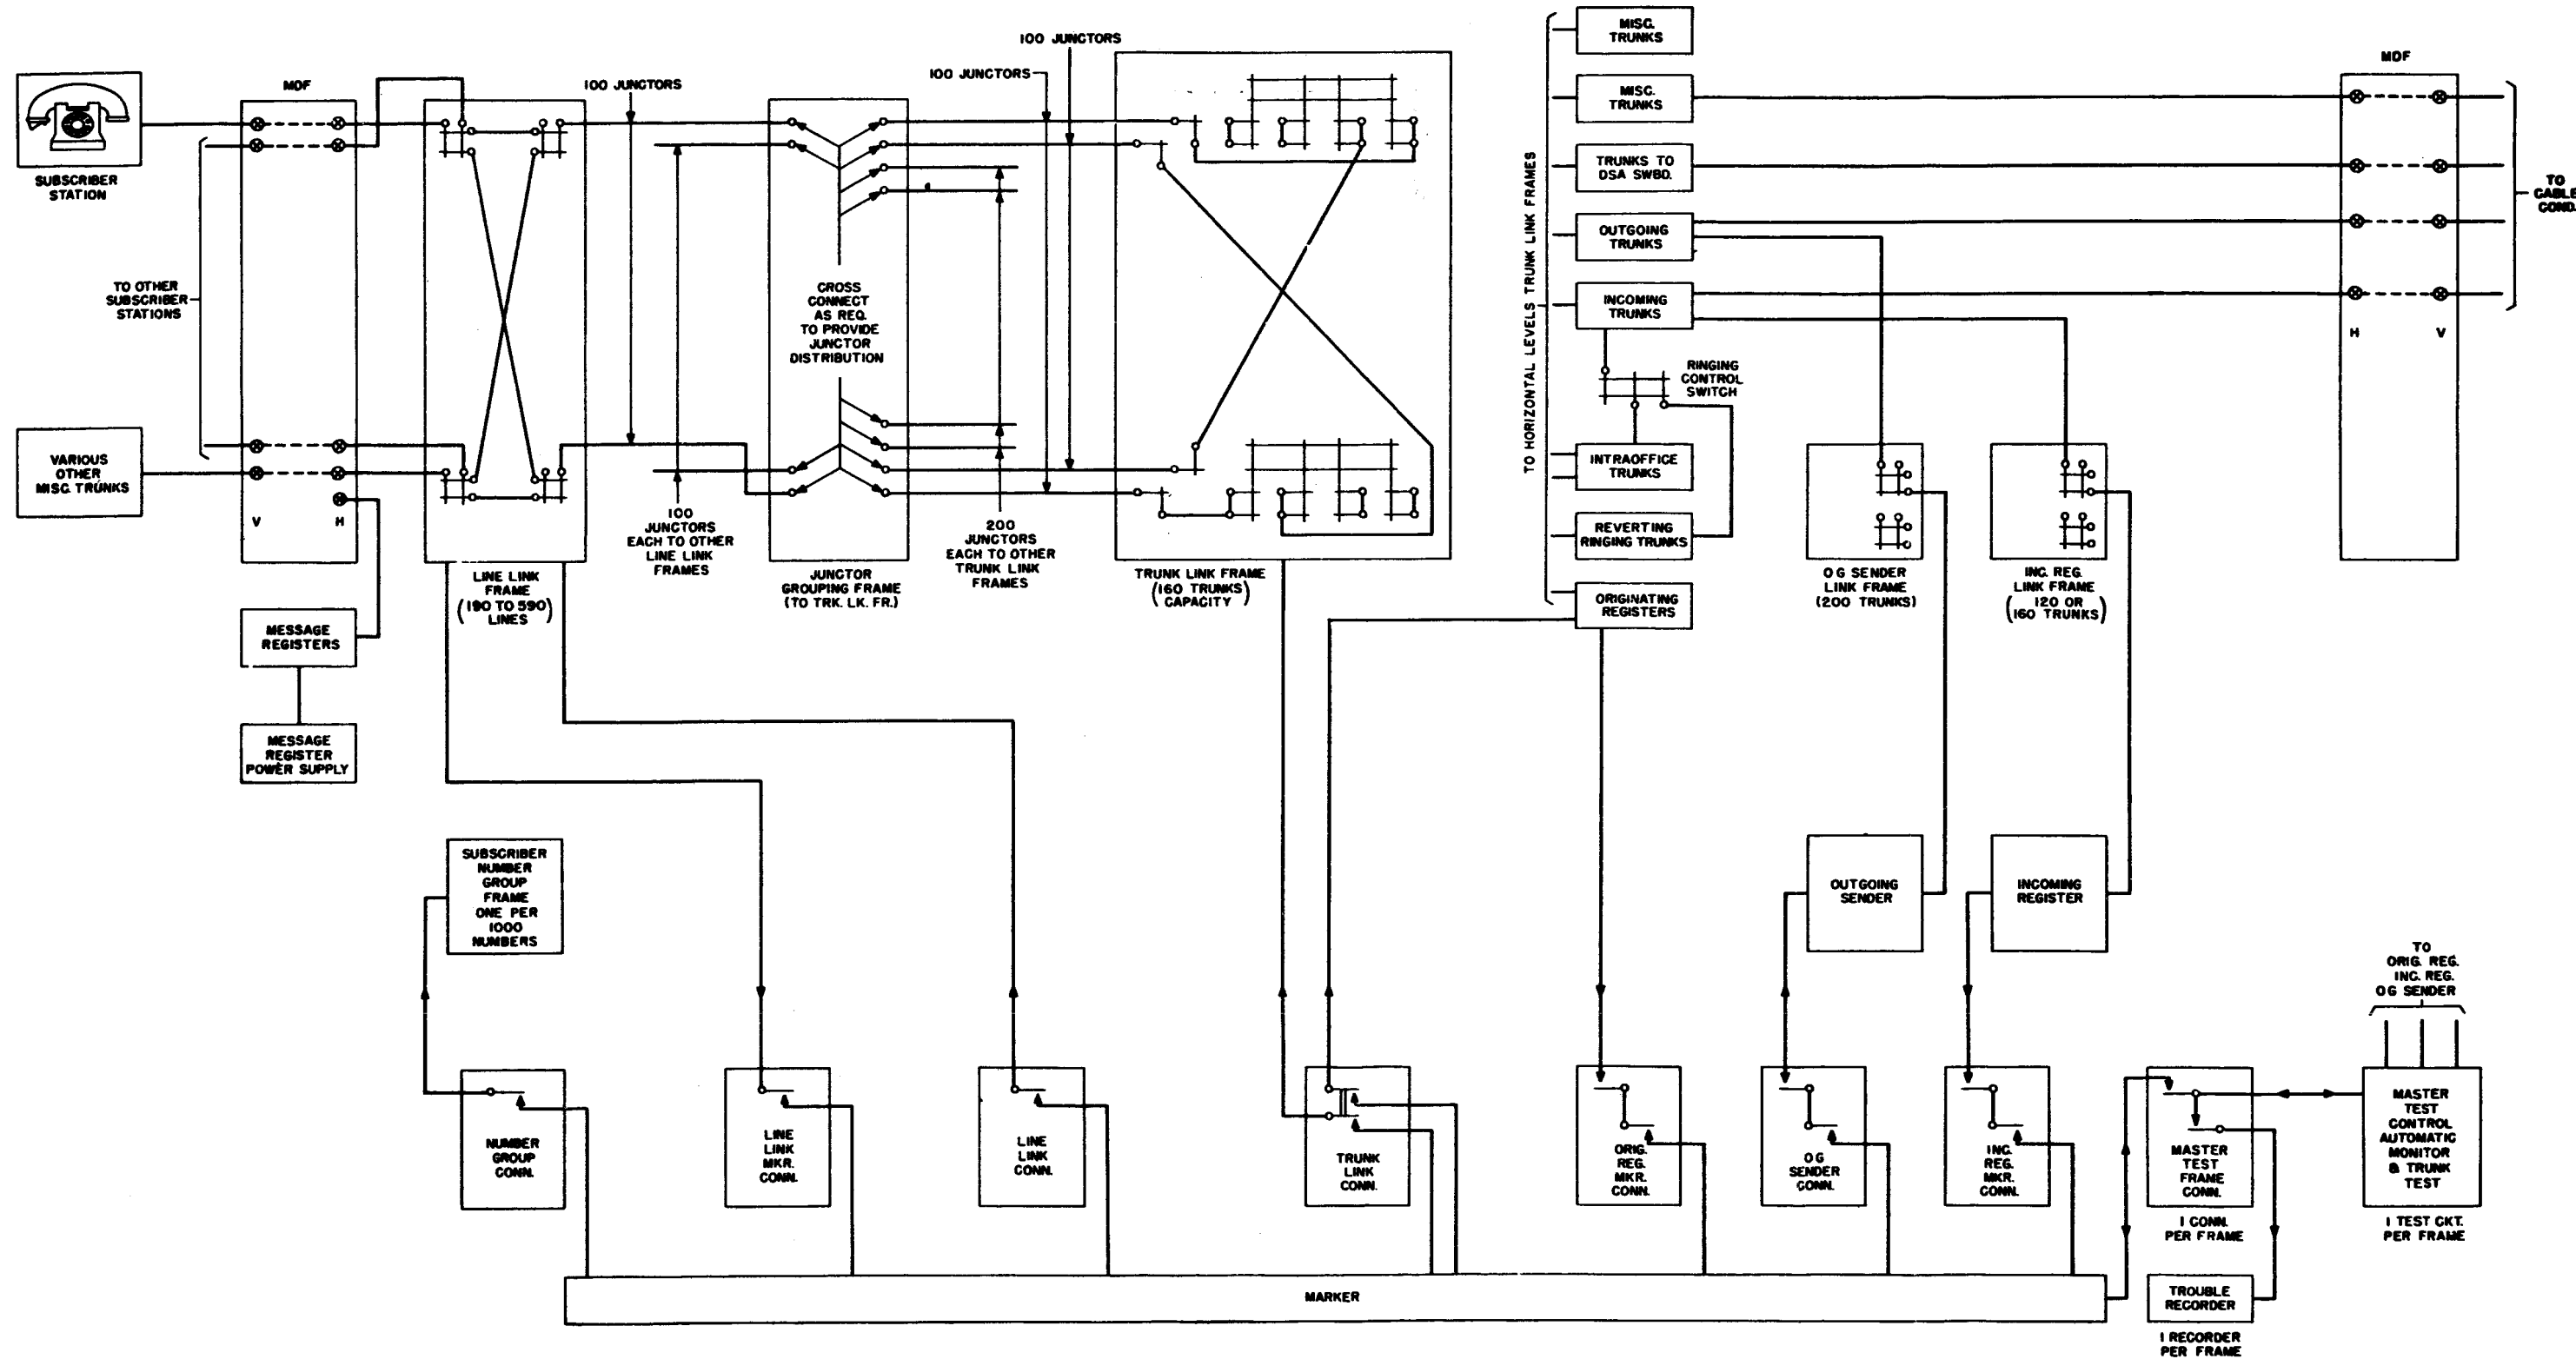 SUBSCRIBER
STATION
TO OTHER
SUBSCRIBER
STATIONS
VARIOUS
OTHER
MISC. TRUNKS
MDF
V H
MESSAGE
REGISTERS
MESSAGE
REGISTER
POWER SUPPLY
LINE LINK
FRAME
(190 TO 590)
LINES
100 JUNCTORS
100
JUNCTORS
EACH TO OTHER
LINE LINK
FRAMES
CROSS
CONNECT
AS REQ.
TO PROVIDE
JUNCTOR
DISTRIBUTION
JUNCTOR
GROUPING FRAME
(TO TRK. LK. FR.)
100 JUNCTORS
100 JUNCTORS
200
JUNCTORS
EACH TO OTHER
TRUNK LINK
FRAMES
TRUNK LINK FRAME
(160 TRUNKS)
CAPACITY
TO HORIZONTAL LEVELS TRUNK LINK FRAMES
MISC.
TRUNKS
MISC.
TRUNKS
TRUNKS TO
DSA SWBD.
OUTGOING
TRUNKS
INCOMING
TRUNKS
RINGING
CONTROL
SWITCH
INTRAOFFICE
TRUNKS
REVERTING
RINGING TRUNKS
ORIGINATING
REGISTERS
OG SENDER
LINK FRAME
(200 TRUNKS)
INC. REG.
LINK FRAME
(120 OR
160 TRUNKS)
MDF
H V
TO
CABLE
COND.
SUBSCRIBER
NUMBER
GROUP
FRAME
ONE PER
1000
NUMBERS
OUTGOING
SENDER
INCOMING
REGISTER
TO
ORIG. REG.
INC. REG.
OG SENDER
NUMBER
GROUP
CONN.
LINE
LINK
MKR.
CONN.
LINE
LINK
CONN.
TRUNK
LINK
CONN.
ORIG.
REG.
MKR.
CONN.
OG
SENDER
CONN.
INC.
REG.
MKR.
CONN.
MASTER
TEST
FRAME
CONN.
1 CONN.
PER FRAME
MASTER
TEST
CONTROL
AUTOMATIC
MONITOR
& TRUNK
TEST
1 TEST CKT.
PER FRAME
MARKER
TROUBLE
RECORDER
1 RECORDER
PER FRAME